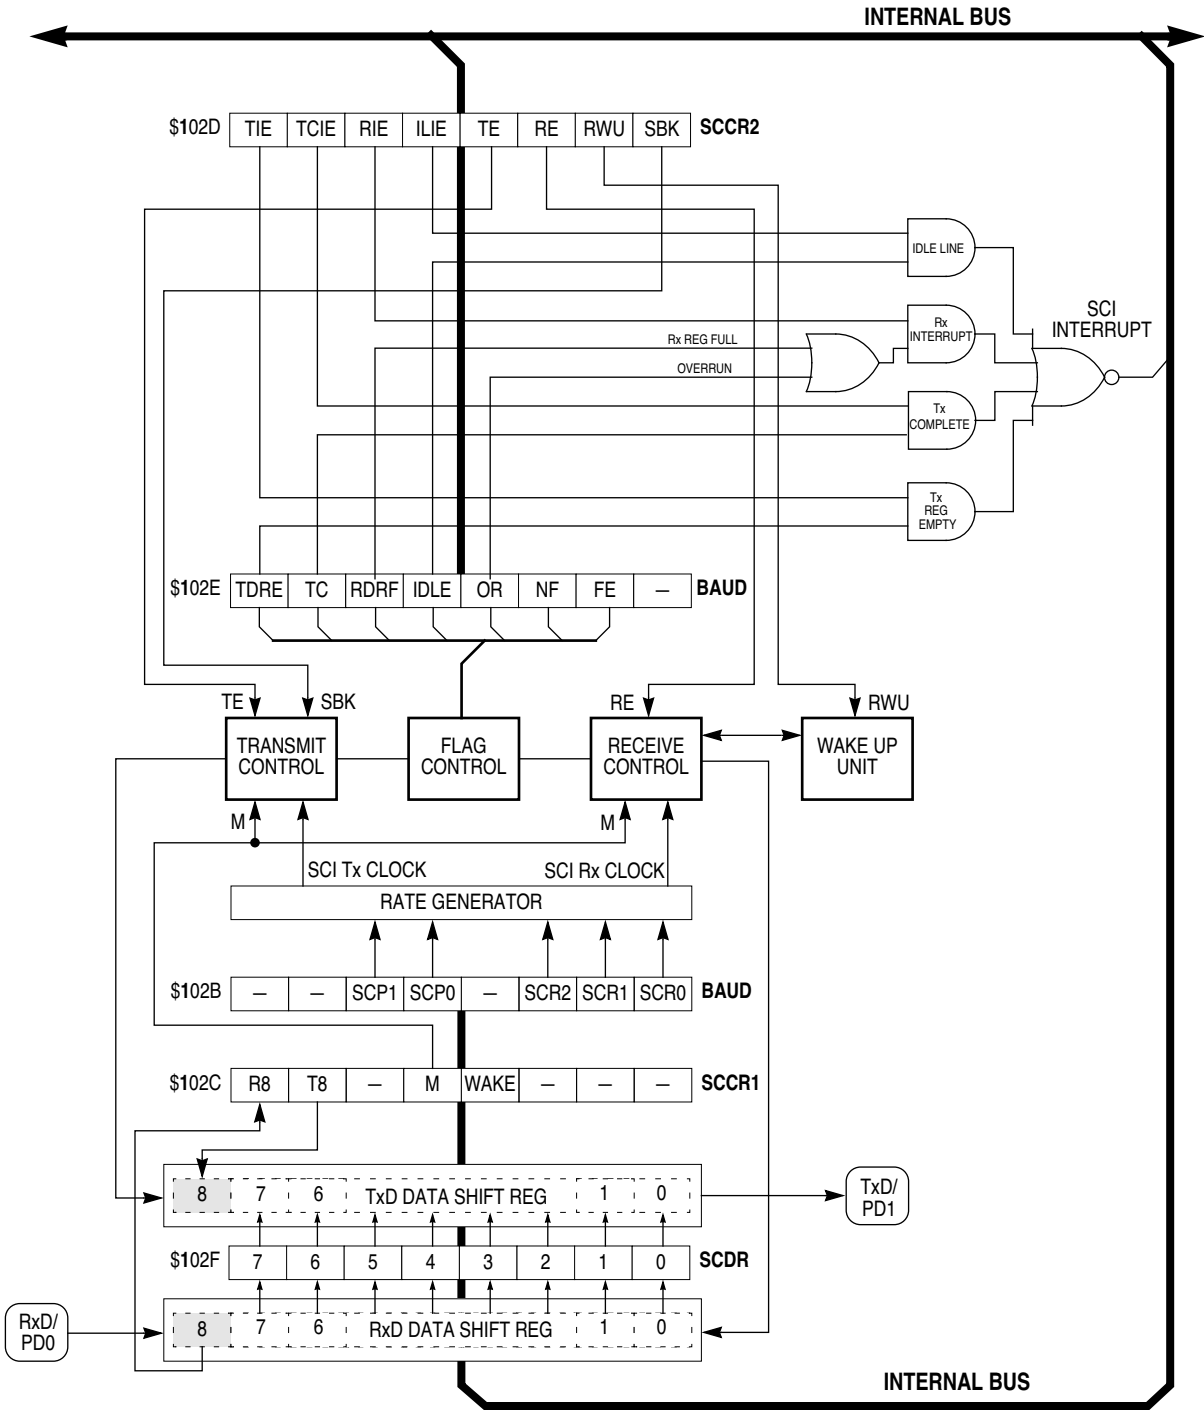 INTERNAL BUS
$102D TIE TCIE RIE ILIE TE RE RWU SBK SCCR2
IDLE LINE
SCI
INTERRUPT
Rx
INTERRUPT
Rx REG FULL
OVERRUN
Tx
COMPLETE
Tx
REG
EMPTY
$102E TDRE TC RDRF IDLE OR NF FE – BAUD
TE SBK RE RWU
TRANSMIT
CONTROL
FLAG
CONTROL
RECEIVE
CONTROL
WAKE UP
UNIT
M M
SCI Tx CLOCK SCI Rx CLOCK
RATE GENERATOR
$102B – – SCP1 SCP0 – SCR2 SCR1 SCR0 BAUD
$102C R8 T8 – M WAKE – – – SCCR1
8 7 6 TxD DATA SHIFT REG 1 0
TxD/
PD1
$102F 7 6 5 4 3 2 1 0 SCDR
RxD/
PD0
8 7 6 RxD DATA SHIFT REG 1 0
INTERNAL BUS